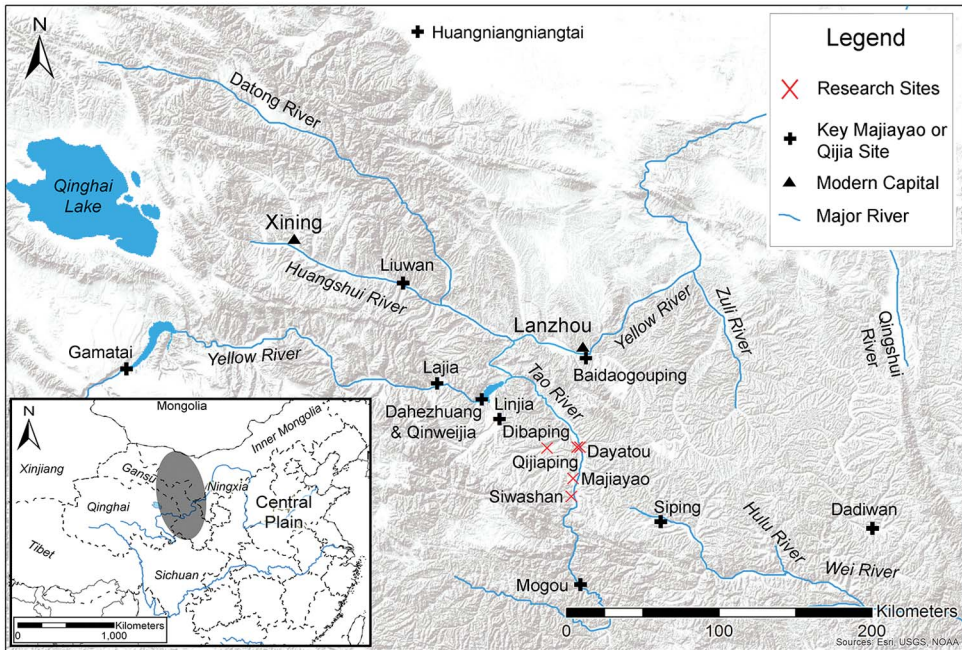 N
Huangniangniangtai
Legend
Research Sites
Key Majiayao or
Qijia Site
Modern Capital
Major River
Datong River
Qinghai
Lake
Xining
Liuwan
Huangshui River
Lanzhou
Yellow River
Zuli River
Qingshui
River
Gamatai
Yellow River
Lajia
Tao River
Baidaogouping
Dahezhuang
& Qinweijia
Linjia
Dibaping
Dayatou
Qijiaping
Majiayao
Siwashan
Siping
Hulu River
Dadiwan
Wei River
Mogou
Kilometers
0 100 200
Sources: Esri, USGS, NOAA
N
Mongolia
Inner Mongolia
Xinjiang
Gansu
Ningxia
Qinghai
Central
Plain
Tibet
Sichuan
Kilometers
0 1,000